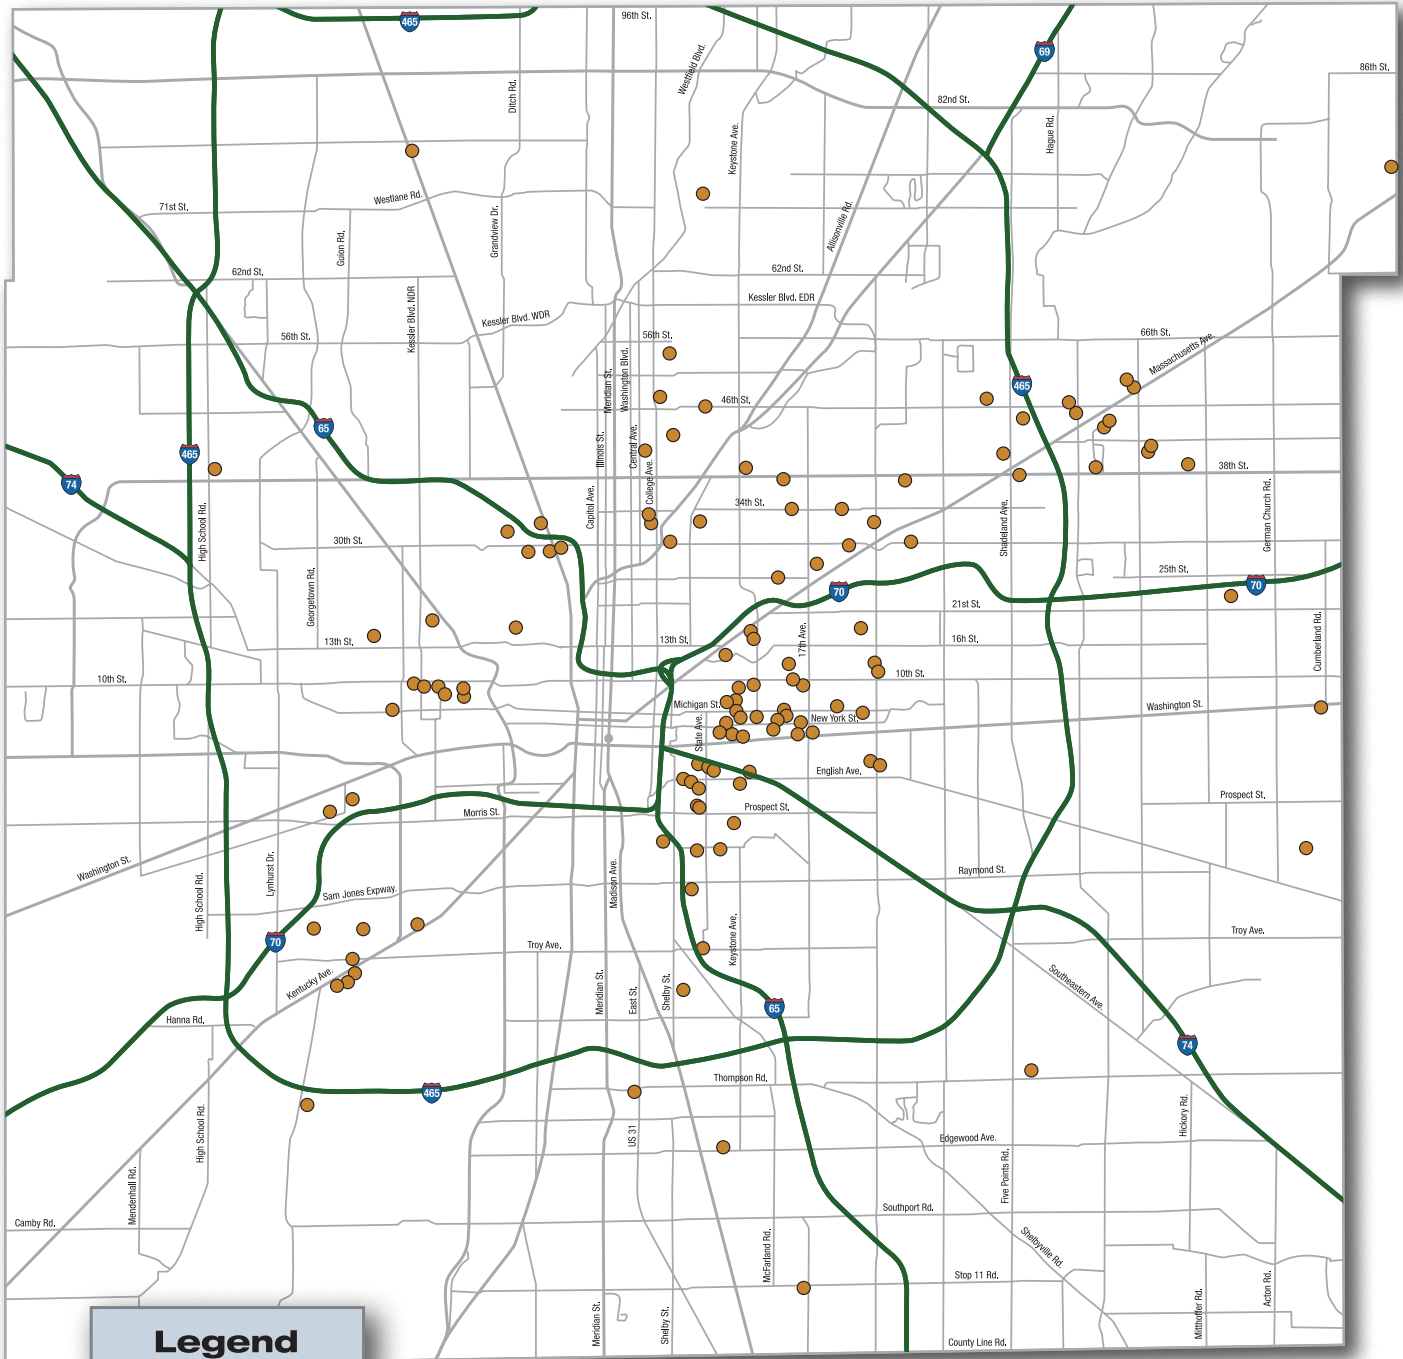 96th St.
465
69
86th St.
Westfield Blvd.
Ditch Rd.
82nd St.
Hague Rd.
Keystone Ave.
Westlane Rd.
71st St.
Grandview Dr.
Allisonville Rd.
Guion Rd.
62nd St.
62nd St.
Kessler Blvd. EDR
Kessler Blvd. NDR
Kessler Blvd. WDR
56th St.
56th St.
66th St.
Massachusetts Ave.
Meridian St.
Washington Blvd.
465
46th St.
65
Illinois St.
Central Ave.
465
74
38th St.
College Ave.
Capitol Ave.
34th St.
High School Rd.
Shadeland Ave.
German Church Rd.
30th St.
25th St.
70
70
Georgetown Rd.
21st St.
13th St.
13th St.
17th Ave.
16h St.
Cumberland Rd.
10th St.
10th St.
Michigan St.
New York St.
Washington St.
State Ave.
English Ave.
Prospect St.
Prospect St.
Morris St.
Washington St.
Lynhurst Dr.
High School Rd.
Sam Jones Expway.
Madison Ave.
Raymond St.
Keystone Ave.
70
Troy Ave.
Troy Ave.
Kentucky Ave.
Meridian St.
East St.
Shelby St.
Southeastern Ave.
65
Hanna Rd.
74
Thompson Rd.
465
High School Rd.
US 31
Hickory Rd.
Edgewood Ave.
Mendenhall Rd.
Five Points Rd.
Southport Rd.
Camby Rd.
McFarland Rd.
Shelbyville Rd.
Stop 11 Rd.
Acton Rd.
Mitthoffer Rd.
Meridian St.
Shelby St.
County Line Rd.
Legend